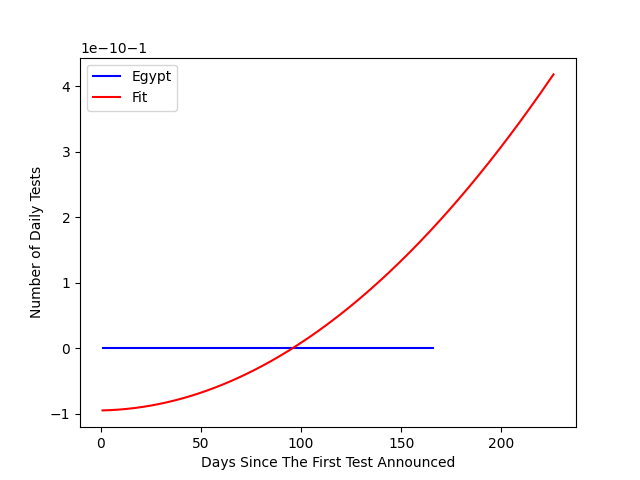 1e−10−1
Egypt
Fit
4
3
2
1
0
−1
Number of Daily Tests
0 50 100 150 200
Days Since The First Test Announced